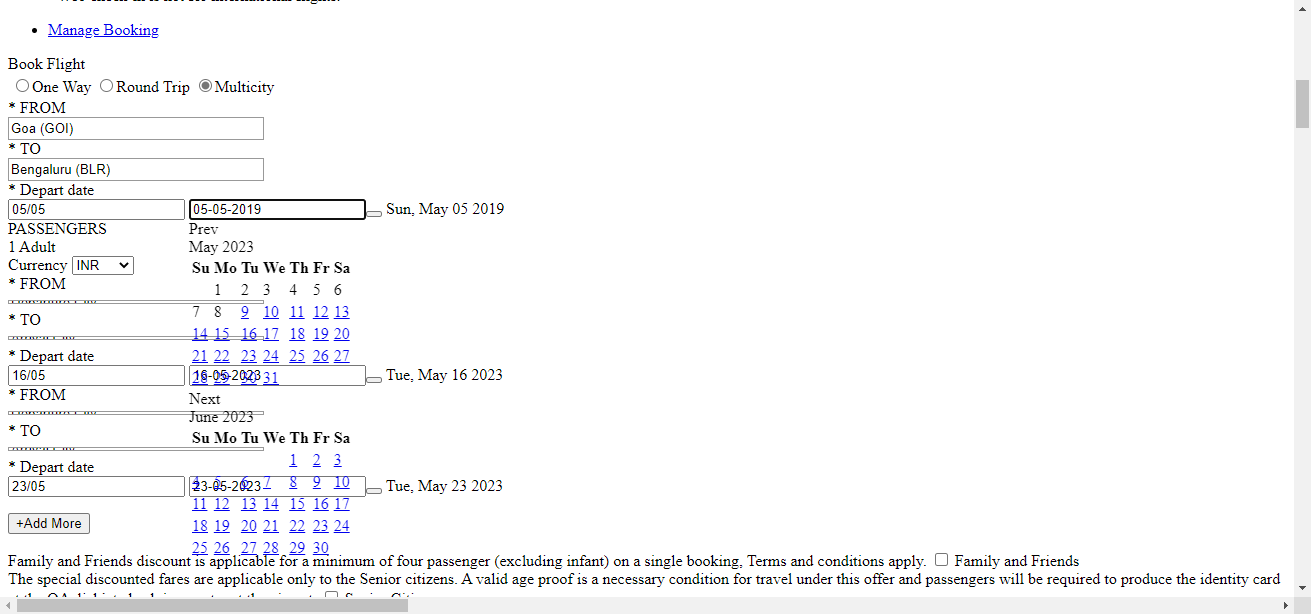 Manage Booking
Book Flight
One Way Round Trip Multicity
* FROM
Goa (GOI)
* TO
Bengaluru (BLR)
* Depart date
05/05 05-05-2019 Sun, May 05 2019
PASSENGERS
1 Adult
Currency INR
Prev
May 2023
Su Mo Tu We Th Fr Sa
1 2 3 4 5 6
7 8 9 10 11 12 13
14 15 16 17 18 19 20
21 22 23 24 25 26 27
28 29 30 31
Next
June 2023
Su Mo Tu We Th Fr Sa
1 2 3
4 5 6 7 8 9 10
11 12 13 14 15 16 17
18 19 20 21 22 23 24
25 26 27 28 29 30
* FROM
* TO
* Depart date
16/05 16-05-2023 Tue, May 16 2023
* FROM
* TO
* Depart date
23/05 23-05-2023 Tue, May 23 2023
+Add More
Family and Friends discount is applicable for a minimum of four passenger (excluding infant) on a single booking, Terms and conditions apply. Family and Friends
The special discounted fares are applicable only to the Senior citizens. A valid age proof is a necessary condition for travel under this offer and passengers will be required to produce the identity card